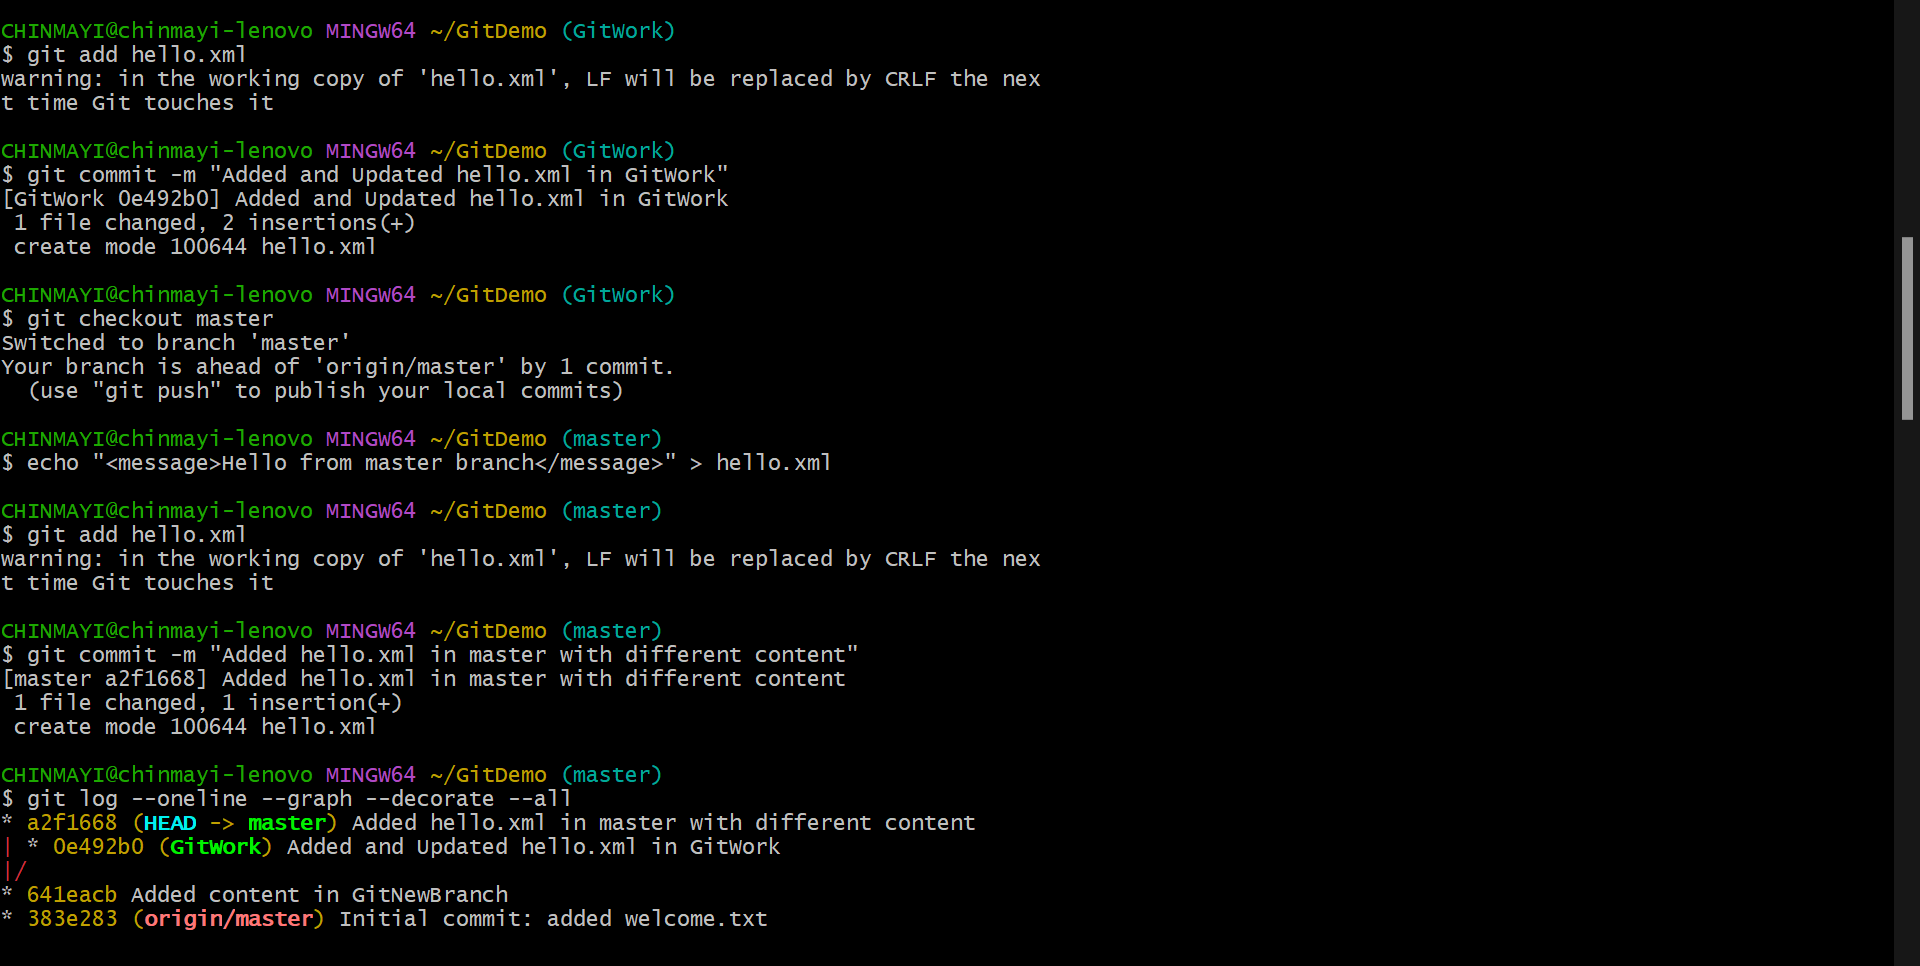 CHINMAYI@chinmayi-lenovo MINGW64 ~/GitDemo (GitWork)
$ git add hello.xml
warning: in the working copy of 'hello.xml', LF will be replaced by CRLF the nex
t time Git touches it

CHINMAYI@chinmayi-lenovo MINGW64 ~/GitDemo (GitWork)
$ git commit -m "Added and Updated hello.xml in GitWork"
[GitWork 0e492b0] Added and Updated hello.xml in GitWork
 1 file changed, 2 insertions(+)
 create mode 100644 hello.xml

CHINMAYI@chinmayi-lenovo MINGW64 ~/GitDemo (GitWork)
$ git checkout master
Switched to branch 'master'
Your branch is ahead of 'origin/master' by 1 commit.
  (use "git push" to publish your local commits)

CHINMAYI@chinmayi-lenovo MINGW64 ~/GitDemo (master)
$ echo "<message>Hello from master branch</message>" > hello.xml

CHINMAYI@chinmayi-lenovo MINGW64 ~/GitDemo (master)
$ git add hello.xml
warning: in the working copy of 'hello.xml', LF will be replaced by CRLF the nex
t time Git touches it

CHINMAYI@chinmayi-lenovo MINGW64 ~/GitDemo (master)
$ git commit -m "Added hello.xml in master with different content"
[master a2f1668] Added hello.xml in master with different content
 1 file changed, 1 insertion(+)
 create mode 100644 hello.xml

CHINMAYI@chinmayi-lenovo MINGW64 ~/GitDemo (master)
$ git log --oneline --graph --decorate --all
* a2f1668 (HEAD -> master) Added hello.xml in master with different content
| * 0e492b0 (GitWork) Added and Updated hello.xml in GitWork
|/
* 641eacb Added content in GitNewBranch
* 383e283 (origin/master) Initial commit: added welcome.txt